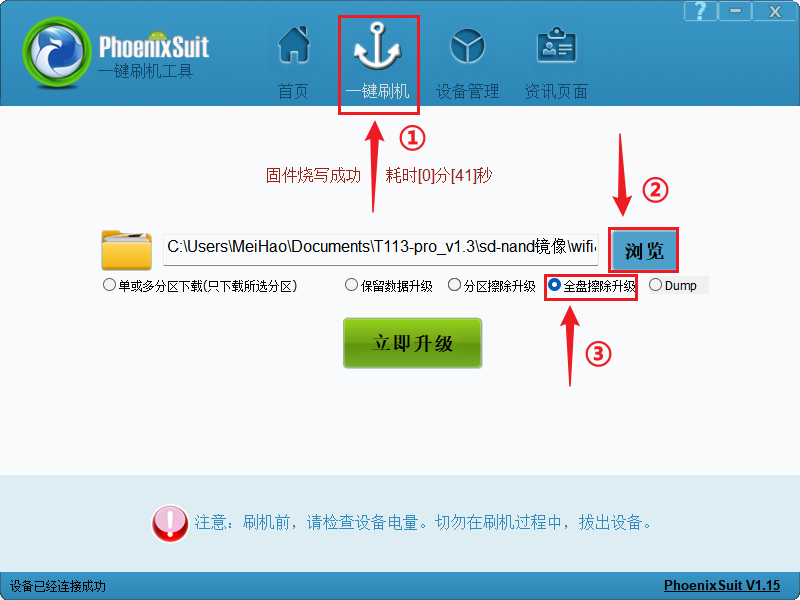 PhoenixSuit
一键刷机工具
首页
一键刷机
设备管理
资讯页面
?
①
固件烧写成功 耗时[0]分[41]秒
②
C:\Users\MeiHao\Documents\T113-pro_v1.3\sd-nand镜像\wifi
浏览
单或多分区下载(只下载所选分区)
保留数据升级
分区擦除升级
全盘擦除升级
Dump
立即升级
③
注意：刷机前，请检查设备电量。切勿在刷机过程中，拔出设备。
设备已经连接成功
PhoenixSuit V1.15